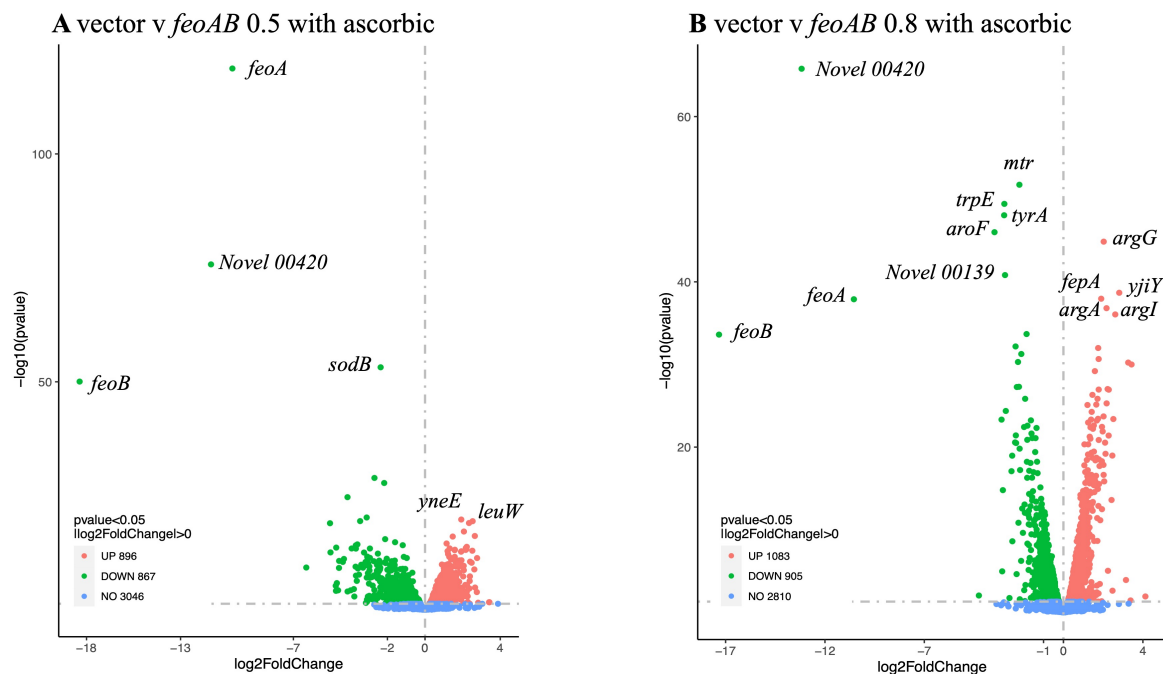 A vector v feoAB 0.5 with ascorbic
feoA
100
Novel 00420
−log10(pvalue)
sodB
50
feoB
yneE
leuW
pvalue<0.05
|log2FoldChange|>0
UP 896
DOWN 867
NO 3046
−18
−13
−7
−2
0
4
log2FoldChange
B vector v feoAB 0.8 with ascorbic
Novel 00420
60
mtr
trpE
tyrA
aroF
argG
Novel 00139
−log10(pvalue)
40
fepA
yjiY
feoA
argA
argI
feoB
20
pvalue<0.05
|log2FoldChange|>0
UP 1083
DOWN 905
NO 2810
−17
−12
−7
−1
0
4
log2FoldChange